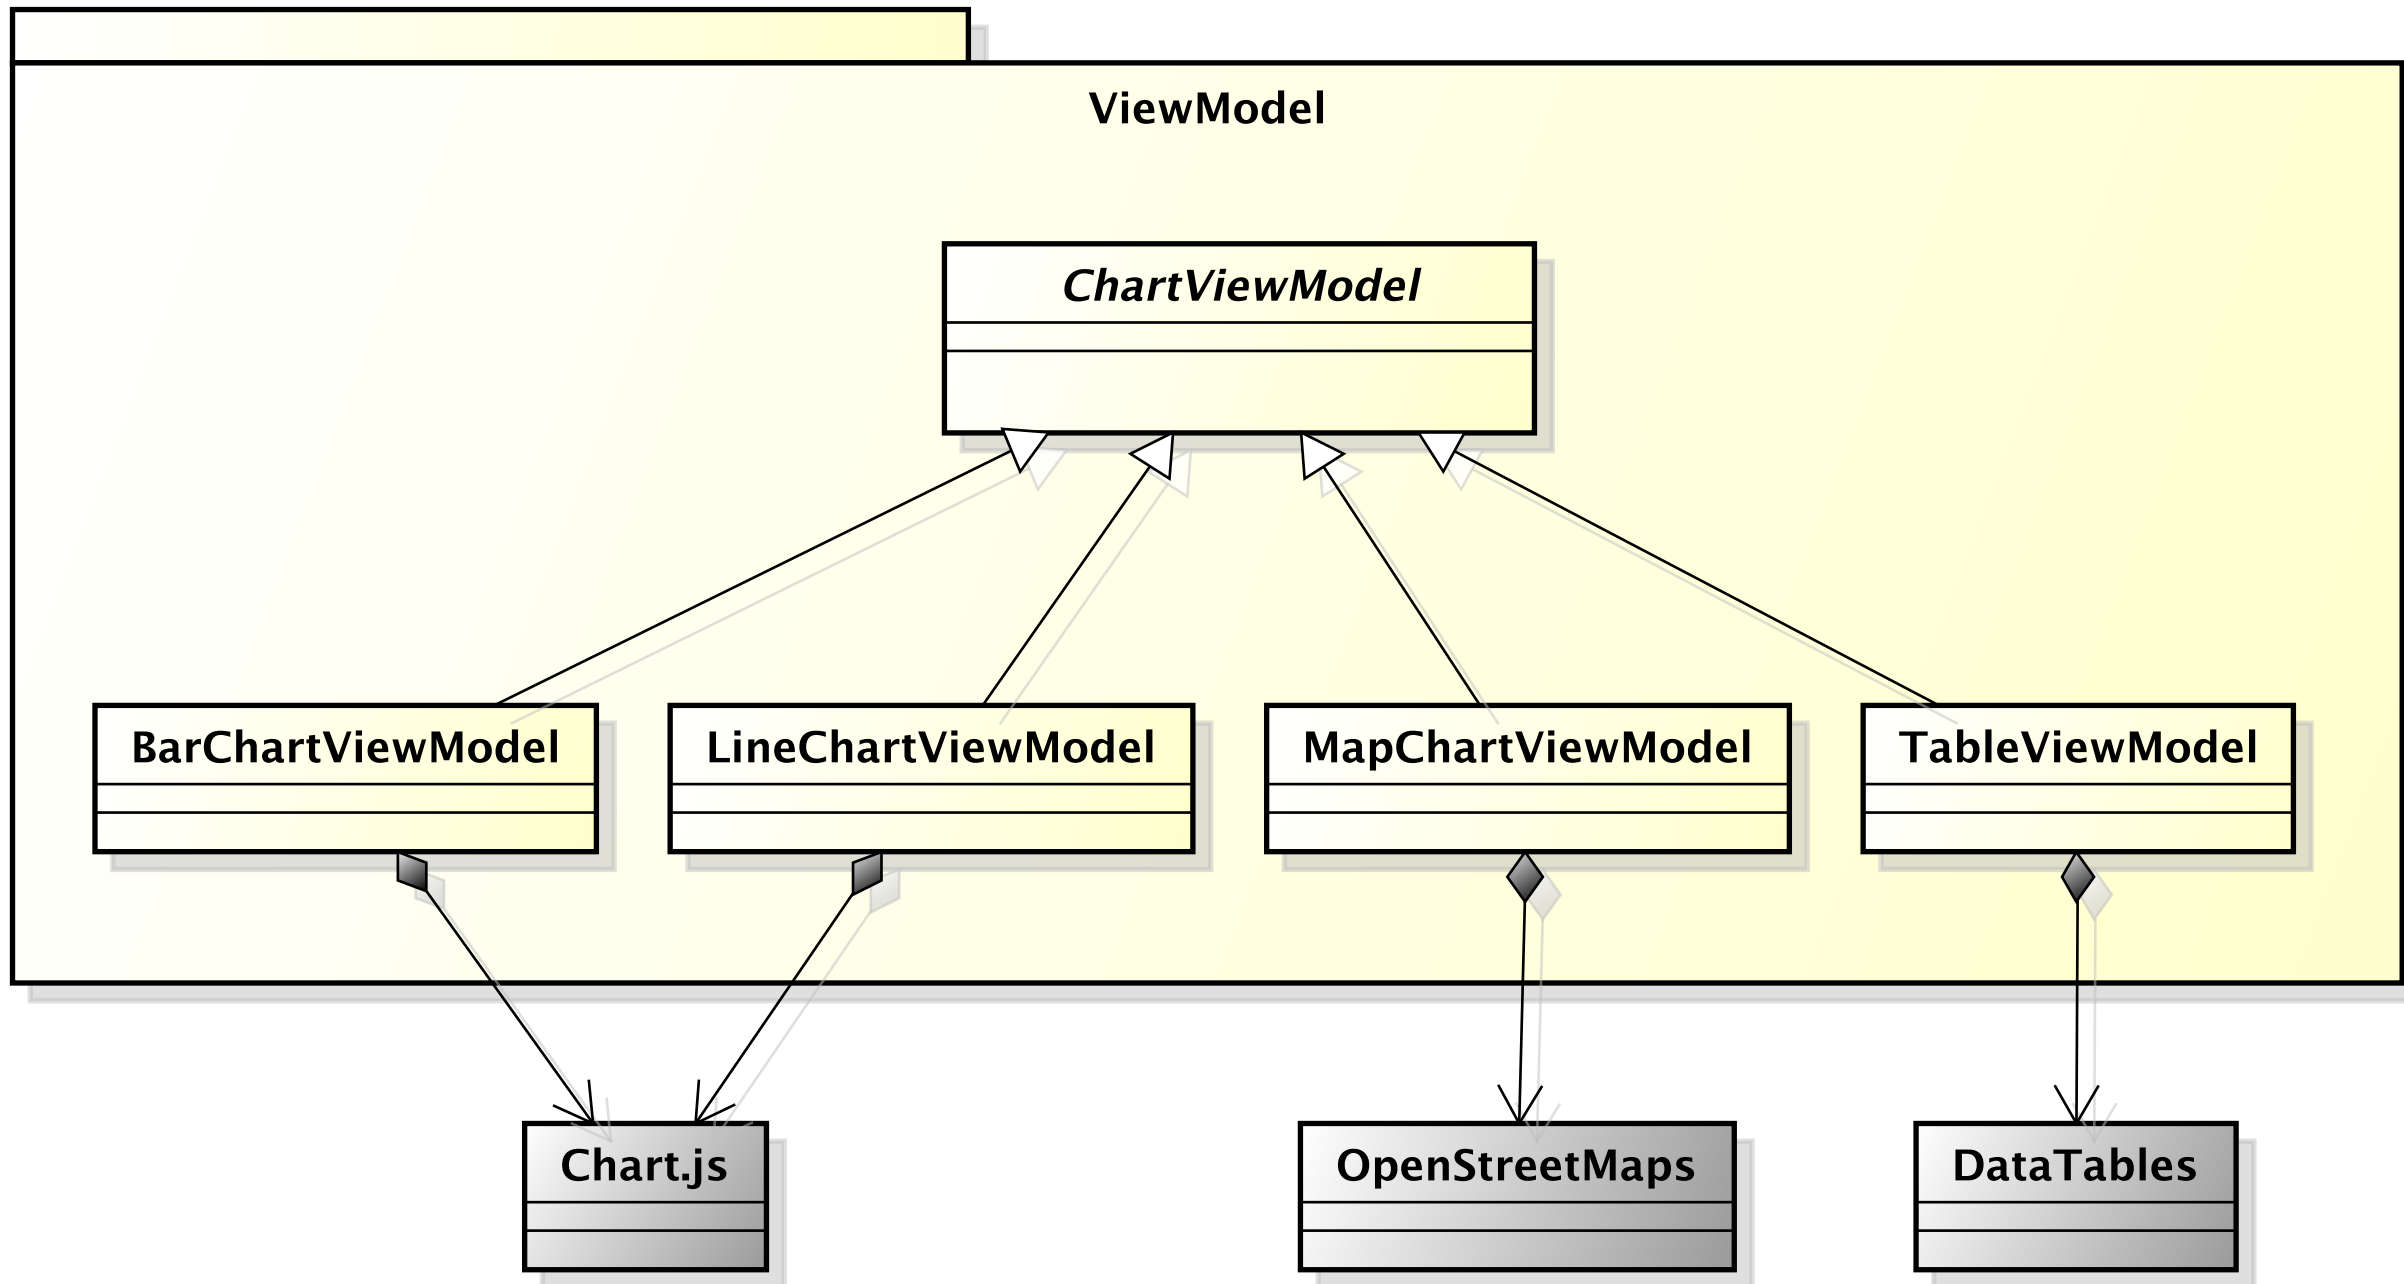 ViewModel
ChartViewModel
BarChartViewModel
LineChartViewModel
MapChartViewModel
TableViewModel
Chart.js
OpenStreetMaps
DataTables